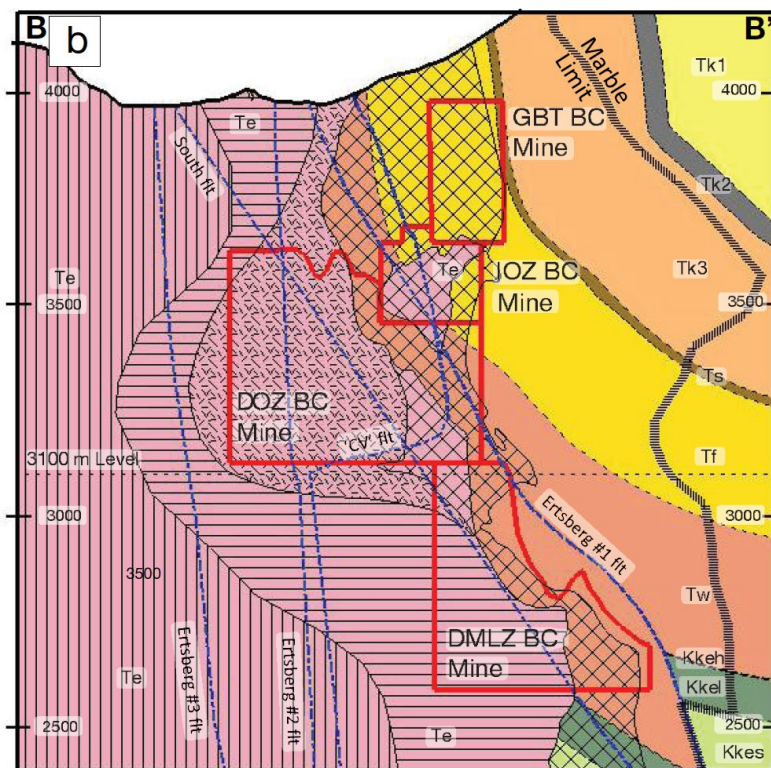 B
b
B'
4000
Te
South flt
Marble
Limit
GBT BC
Mine
Tk1
4000
Tk2
Te
Te
Tk3
3500
IOZ BC
Mine
3500
Ts
DOZ BC
Mine
'CV' flt
Tf
3100 m Level
3000
Ertsberg #1 flt
3000
3500
Tw
Ertsberg #3 flt
Ertsberg #2 flt
DMLZ BC
Mine
Kkeh
Te
Kkel
2500
Te
2500
Kkes